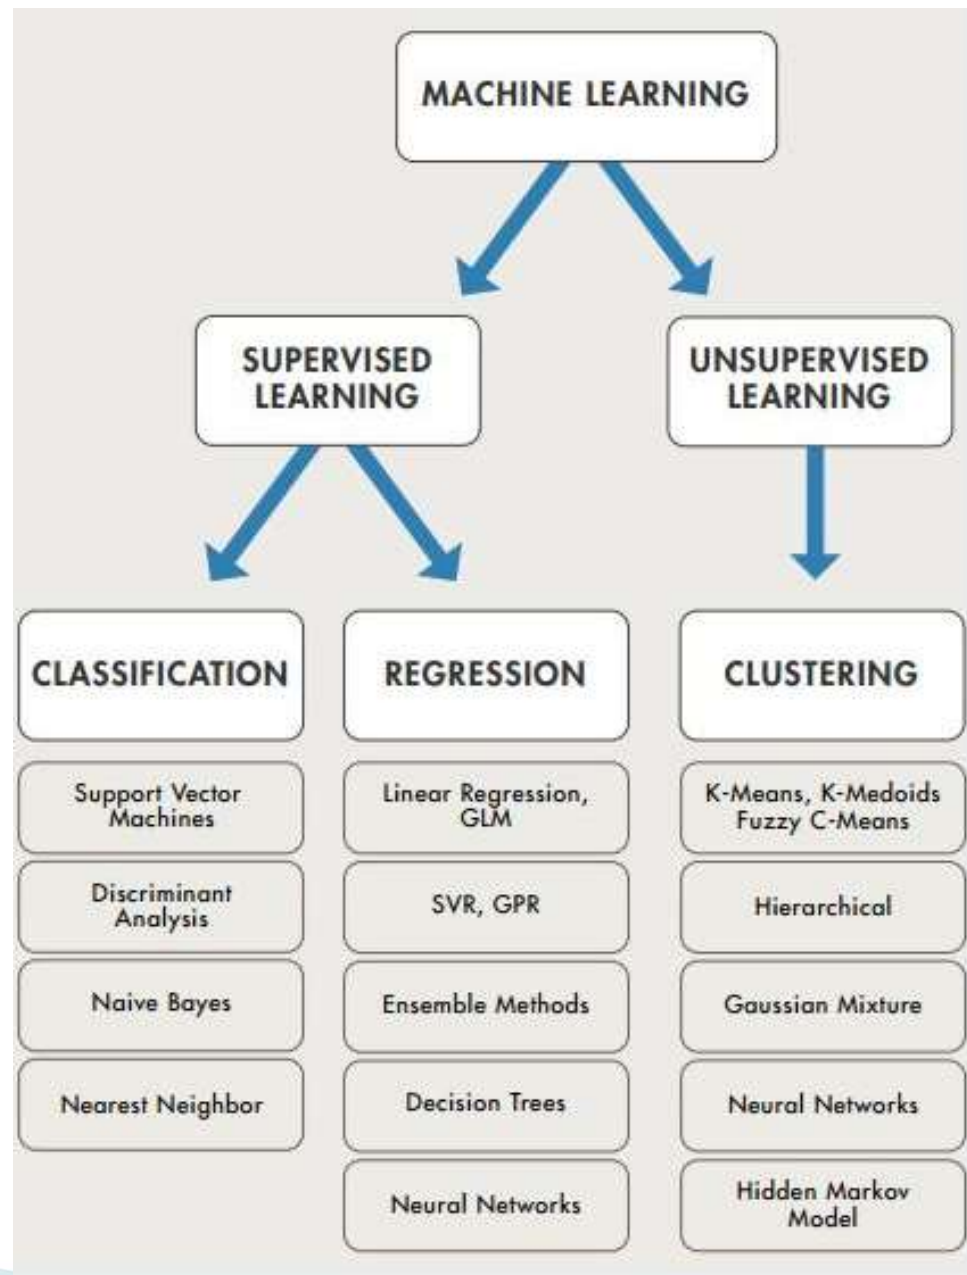 MACHINE LEARNING
SUPERVISED
LEARNING
UNSUPERVISED
LEARNING
CLASSIFICATION
Support Vector
Machines
Discriminant
Analysis
Naive Bayes
Nearest Neighbor
REGRESSION
Linear Regression,
GLM
SVR, GPR
Ensemble Methods
Decision Trees
Neural Networks
CLUSTERING
K-Means, K-Medoids
Fuzzy C-Means
Hierarchical
Gaussian Mixture
Neural Networks
Hidden Markov
Model